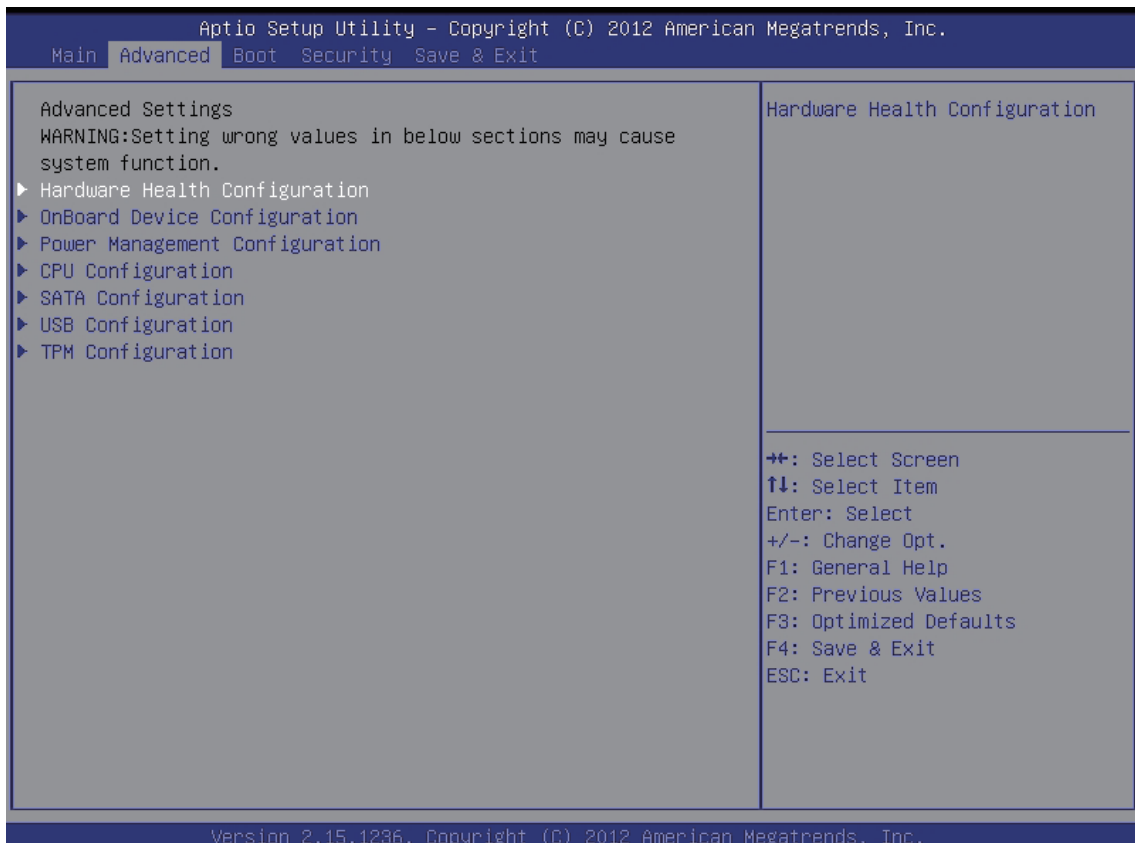 Aptio Setup Utility – Copyright (C) 2012 American Megatrends, Inc.
Main Advanced Boot Security Save & Exit
Advanced Settings
WARNING:Setting wrong values in below sections may cause
system function.
▶ Hardware Health Configuration
▶ OnBoard Device Configuration
▶ Power Management Configuration
▶ CPU Configuration
▶ SATA Configuration
▶ USB Configuration
▶ TPM Configuration
Hardware Health Configuration
→←: Select Screen
↑↓: Select Item
Enter: Select
+/-: Change Opt.
F1: General Help
F2: Previous Values
F3: Optimized Defaults
F4: Save & Exit
ESC: Exit
Version 2.15.1236. Copyright (C) 2012 American Megatrends, Inc.